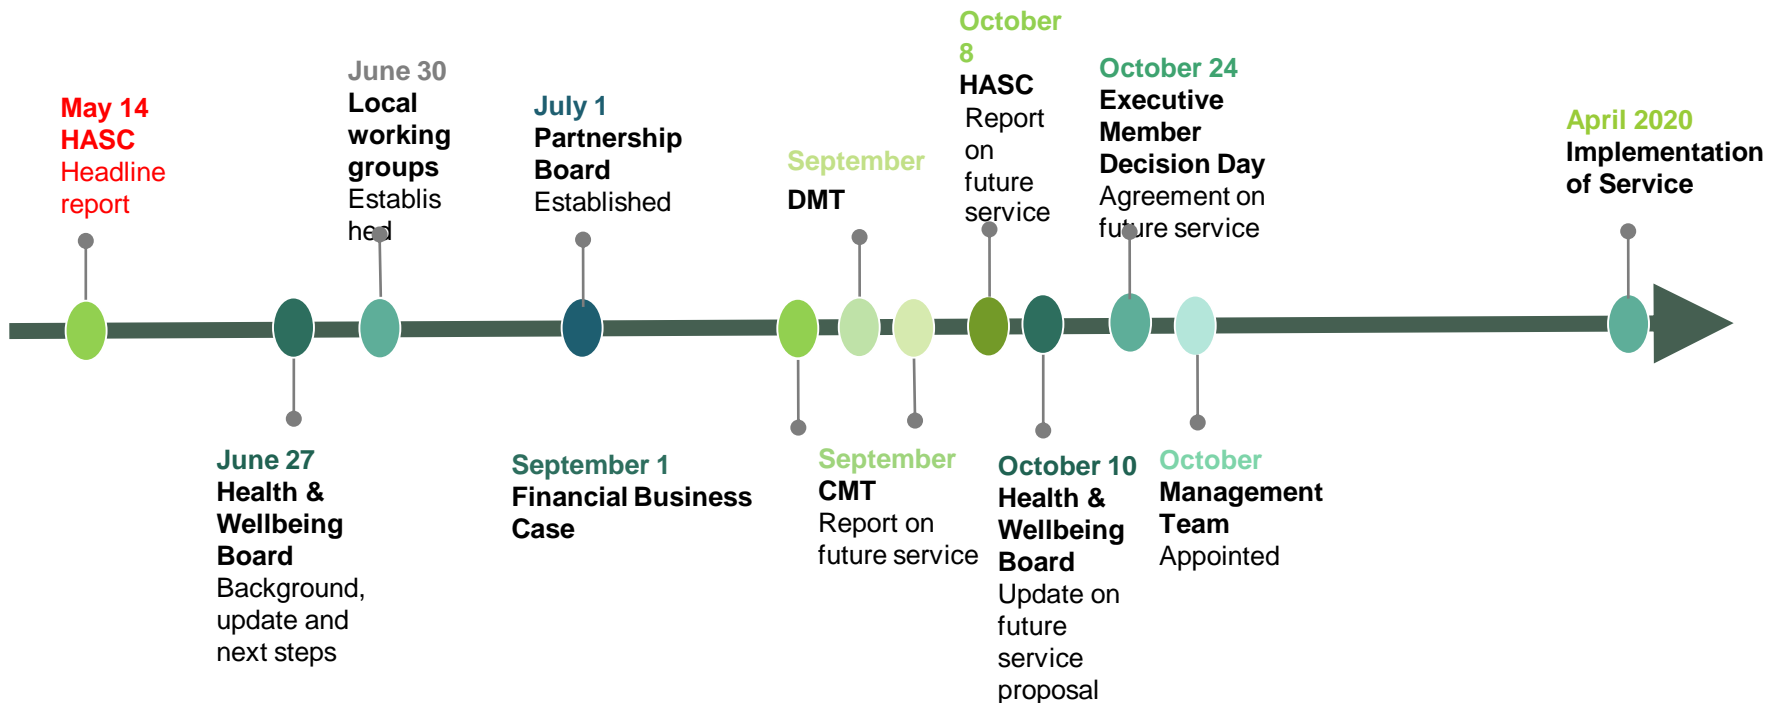 May 14
HASC
Headline
report
June 30
Local
working
groups
Establis
hed
July 1
Partnership
Board
Established
September
DMT
October
8
HASC
Report
on
future
service
October 24
Executive
Member
Decision Day
Agreement on
future service
April 2020
Implementation
of Service
June 27
Health &
Wellbeing
Board
Background,
update and
next steps
September 1
Financial Business
Case
September
CMT
Report on
future service
October 10
Health &
Wellbeing
Board
Update on
future
service
proposal
October
Management
Team
Appointed